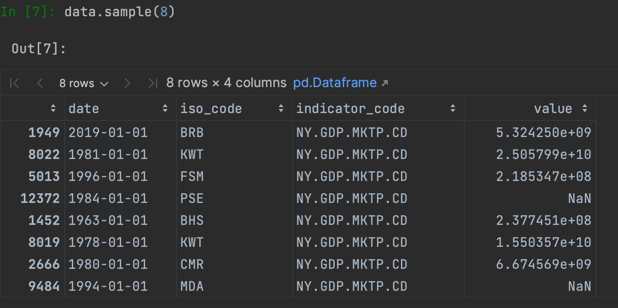 In [7]: data.sample(8)
Out[7]:
8 rows 8 rows × 4 columns pd.Dataframe
date iso_code indicator_code value
1949 2019-01-01 BRB NY.GDP.MKTP.CD 5.324250e+09
8022 1981-01-01 KWT NY.GDP.MKTP.CD 2.505799e+10
5013 1996-01-01 FSM NY.GDP.MKTP.CD 2.185347e+08
12372 1984-01-01 PSE NY.GDP.MKTP.CD NaN
1452 1963-01-01 BHS NY.GDP.MKTP.CD 2.377451e+08
8019 1978-01-01 KWT NY.GDP.MKTP.CD 1.550357e+10
2666 1980-01-01 CMR NY.GDP.MKTP.CD 6.674569e+09
9484 1994-01-01 MDA NY.GDP.MKTP.CD NaN